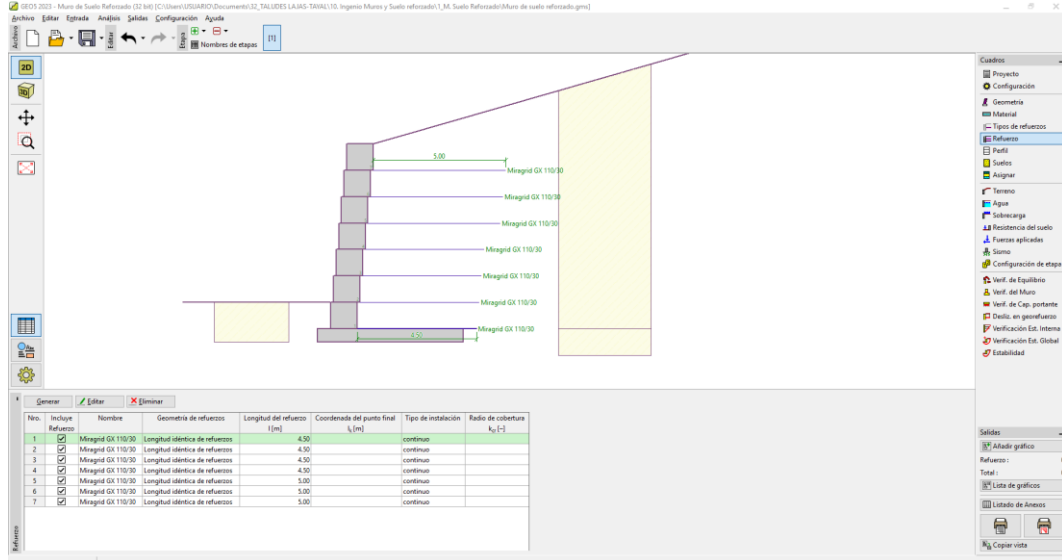 GEO5 2023 - Muro de Suelo Reforzado (32 bit) [C:\Users\USUARIO\Documents\32_TALUDES LAJAS-TAYAL\10. Ingenio Muros y Suelo reforzado\1_M. Suelo Reforzado\Muro de suelo reforzado.gms]
Archivo Editar Entrada Análisis Salidas Configuración Ayuda
Archivo
Editar
Etapa
Nombres de etapas
[1]
2D
3D
5.00
Miragrid GX 110/30
Miragrid GX 110/30
Miragrid GX 110/30
Miragrid GX 110/30
Miragrid GX 110/30
Miragrid GX 110/30
Miragrid GX 110/30
4.50
Cuadros
Proyecto
Configuración
Geometría
Material
Tipos de refuerzos
Refuerzo
Perfil
Suelos
Asignar
Terreno
Agua
Sobrecarga
Resistencia del suelo
Fuerzas aplicadas
Sismo
Configuración de etapa
Verif. de Equilibrio
Verif. del Muro
Verif. de Cap. portante
Desliz. en georefuerzo
Verificación Est. Interna
Verificación Est. Global
Estabilidad
Generar Editar Eliminar
Nro. Incluye Refuerzo Nombre Geometría de refuerzos Longitud del refuerzo l [m] Coordenada del punto final Tipo de instalación Radio de cobertura
1 Miragrid GX 110/30 Longitud idéntica de refuerzos 4.50 continuo
2 Miragrid GX 110/30 Longitud idéntica de refuerzos 4.50 continuo
3 Miragrid GX 110/30 Longitud idéntica de refuerzos 4.50 continuo
4 Miragrid GX 110/30 Longitud idéntica de refuerzos 4.50 continuo
5 Miragrid GX 110/30 Longitud idéntica de refuerzos 5.00 continuo
6 Miragrid GX 110/30 Longitud idéntica de refuerzos 5.00 continuo
7 Miragrid GX 110/30 Longitud idéntica de refuerzos 5.00 continuo
Refuerzo
Salidas
Añadir gráfico
Refuerzo :
Total :
Lista de gráficos
Listado de Anexos
Copiar vista